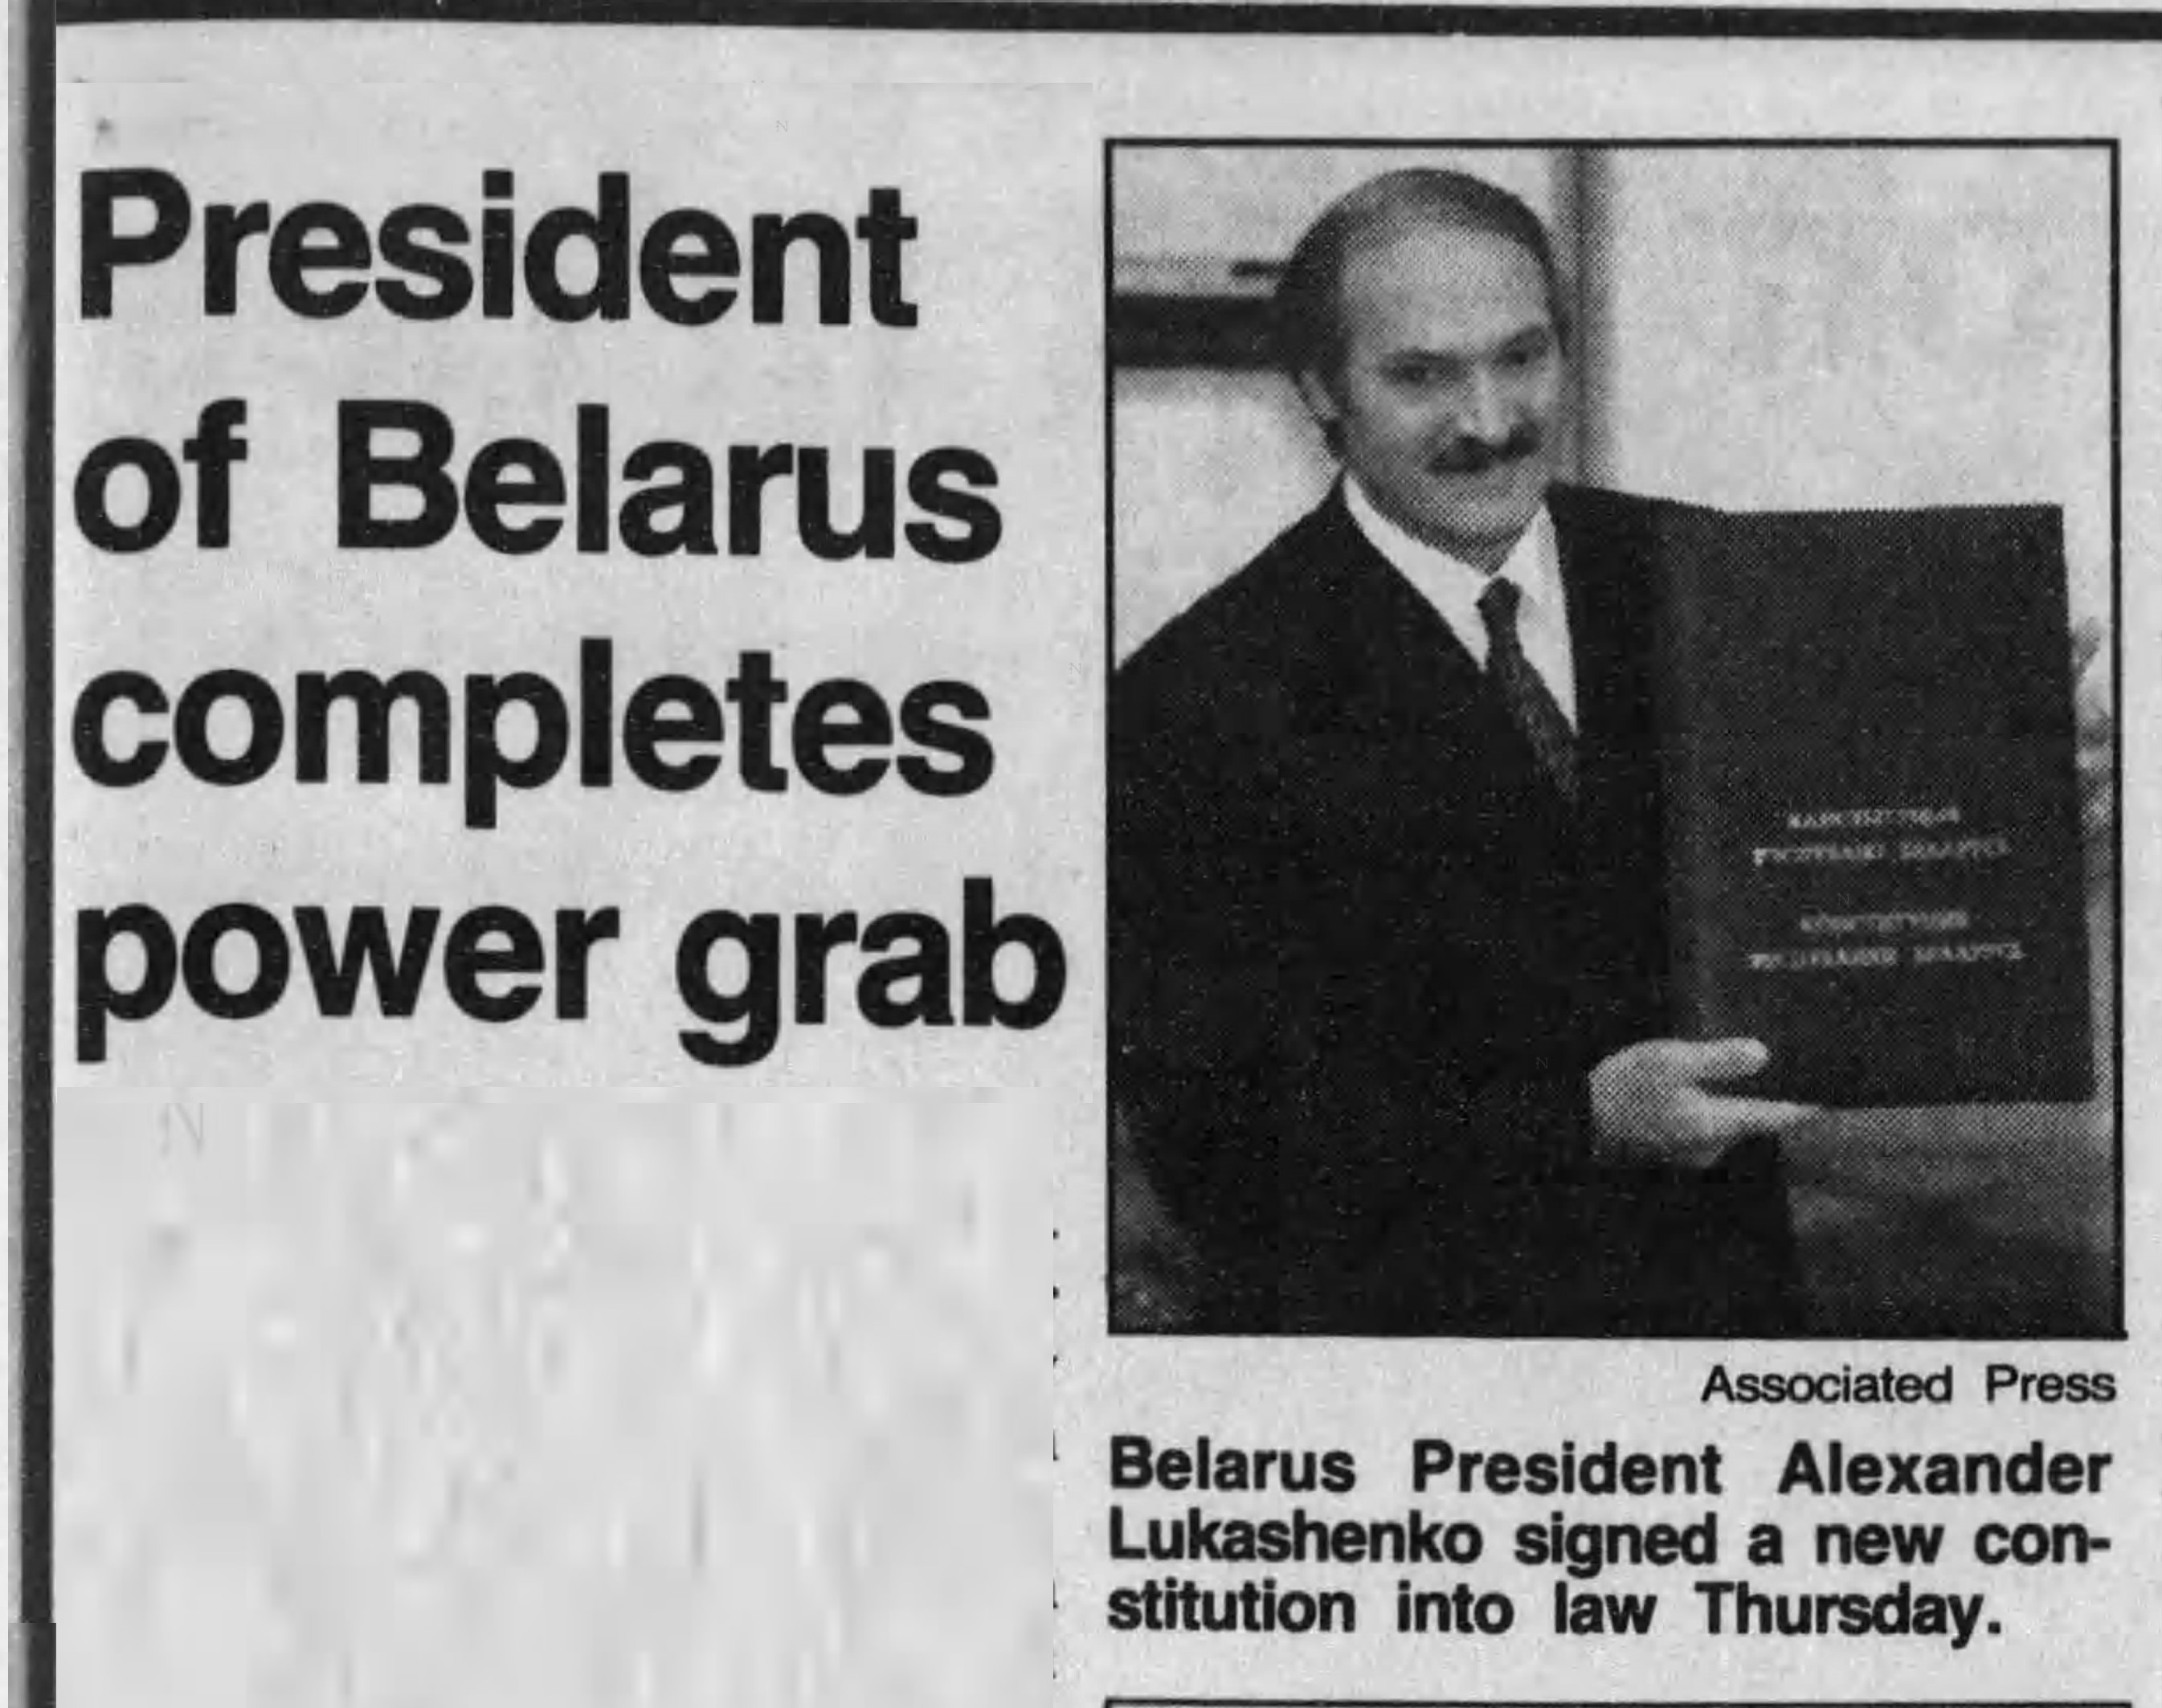 President
of Belarus
completes
power grab
Associated Press
Belarus President Alexander
Lukashenko signed a new con-
stitution into law Thursday.